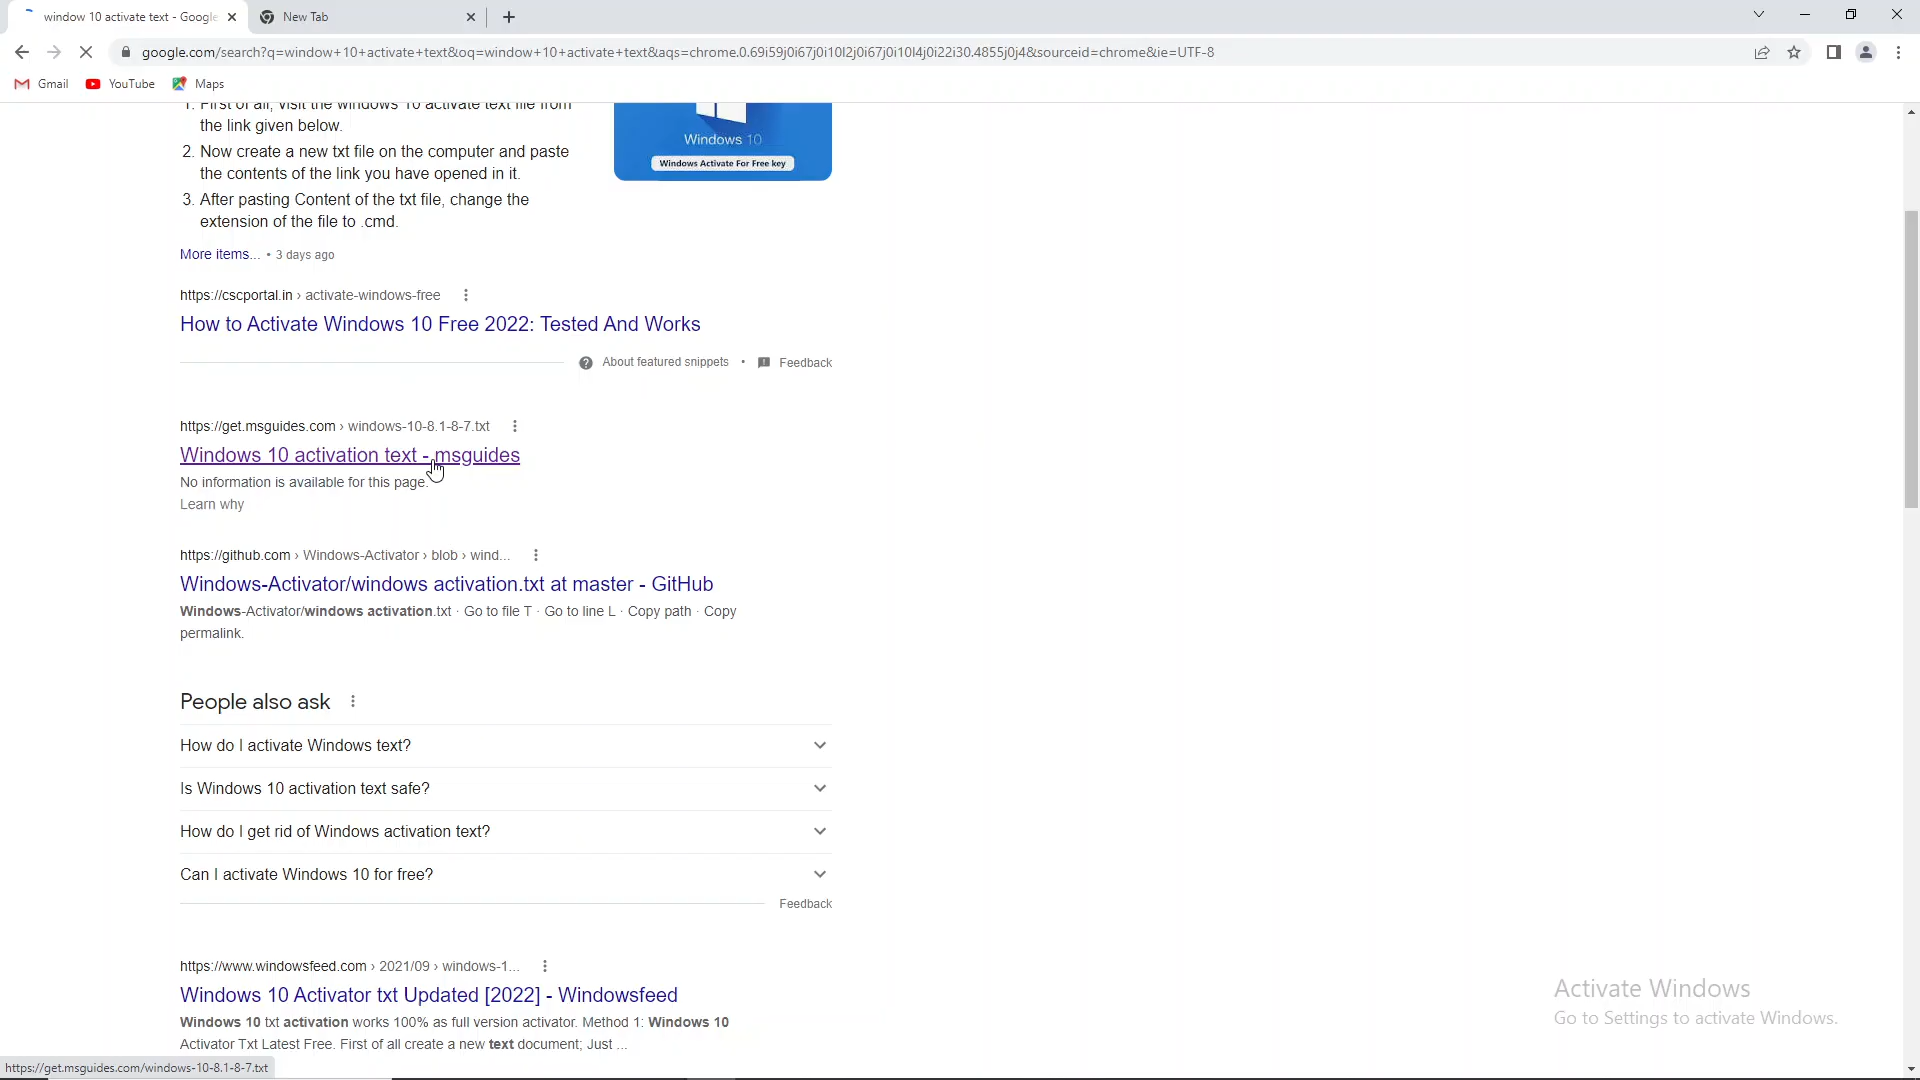 window 10 activate text - Google
New Tab
google.com/search?q=window+10+activate+text&oq=window+10+activate+text&aqs=chrome.0.69i59j0i67j0i10l2j0i67j0i10l4j0i22i30.4855j0j4&sourceid=chrome&ie=UTF-8
Gmail
YouTube
Maps
1. First of all, visit the windows 10 activate text file from
the link given below.
2. Now create a new txt file on the computer and paste
the contents of the link you have opened in it.
3. After pasting Content of the txt file, change the
extension of the file to .cmd.
Windows 10
Windows Activate For Free key
More items... • 3 days ago
https://cscportal.in › activate-windows-free
How to Activate Windows 10 Free 2022: Tested And Works
About featured snippets • Feedback
https://get.msguides.com › windows-10-8.1-8-7.txt
Windows 10 activation text - msguides
No information is available for this page.
Learn why
https://github.com › Windows-Activator › blob › wind...
Windows-Activator/windows activation.txt at master - GitHub
Windows-Activator/windows activation.txt · Go to file T · Go to line L · Copy path · Copy
permalink.
People also ask
How do I activate Windows text?
Is Windows 10 activation text safe?
How do I get rid of Windows activation text?
Can I activate Windows 10 for free?
Feedback
https://www.windowsfeed.com › 2021/09 › windows-1...
Windows 10 Activator txt Updated [2022] - Windowsfeed
Windows 10 txt activation works 100% as full version activator. Method 1: Windows 10
Activator Txt Latest Free. First of all create a new text document; Just ...
Activate Windows
Go to Settings to activate Windows.
https://get.msguides.com/windows-10-8.1-8-7.txt